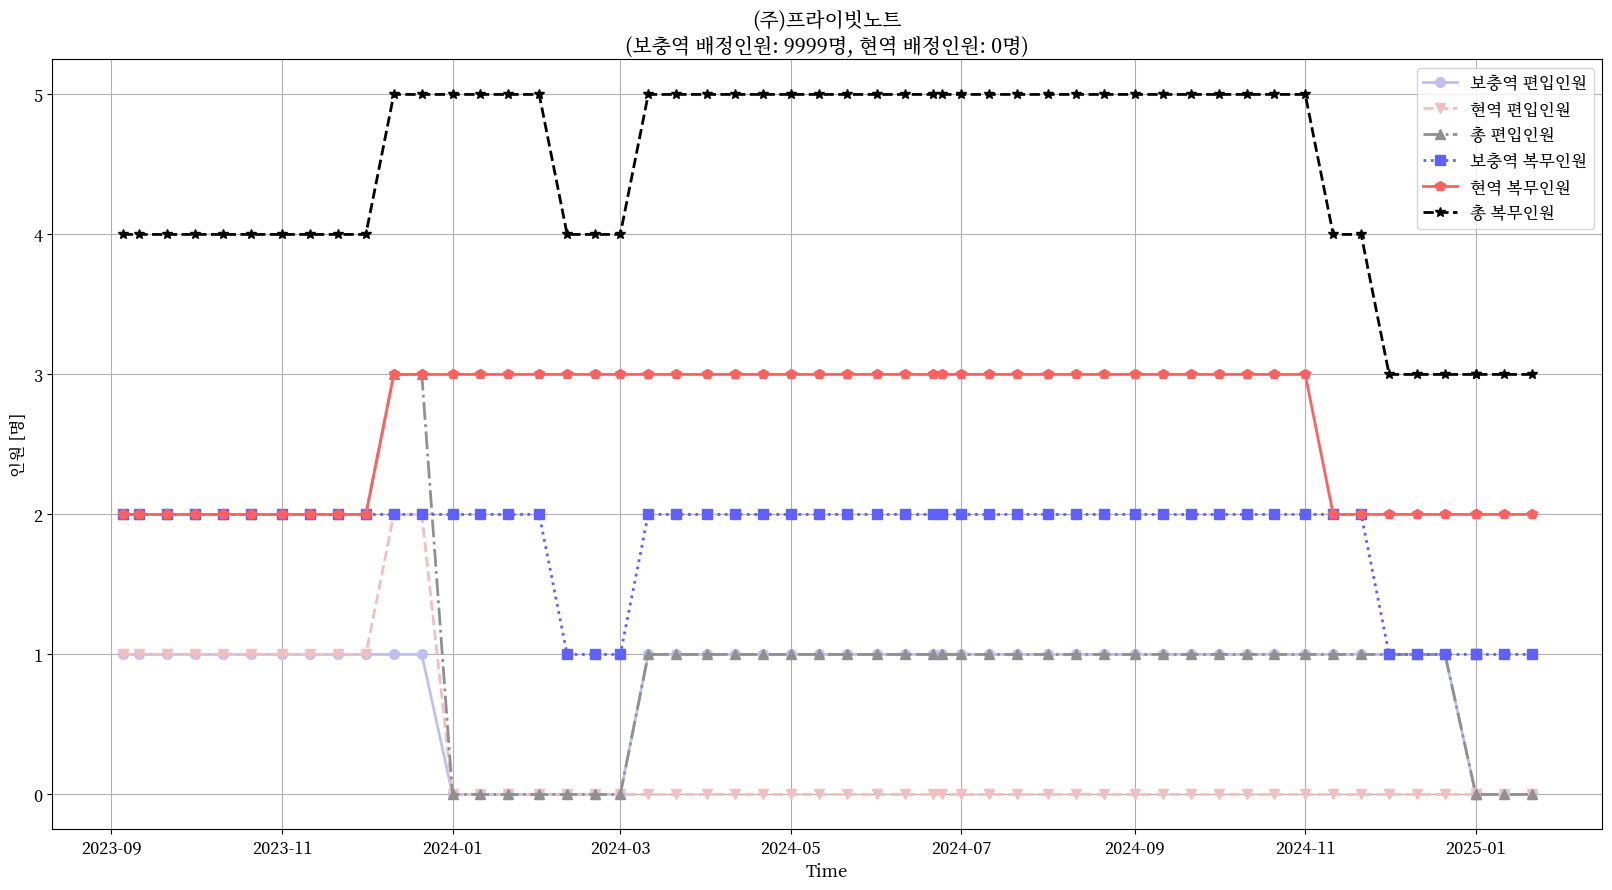 (주)프라이빗노트
(보충역 배정인원: 9999명, 현역 배정인원: 0명)
보충역 편입인원
현역 편입인원
총 편입인원
보충역 복무인원
현역 복무인원
총 복무인원
인원 [명]
5
4
3
2
1
0
2023-09
2023-11
2024-01
2024-03
2024-05
2024-07
2024-09
2024-11
2025-01
Time